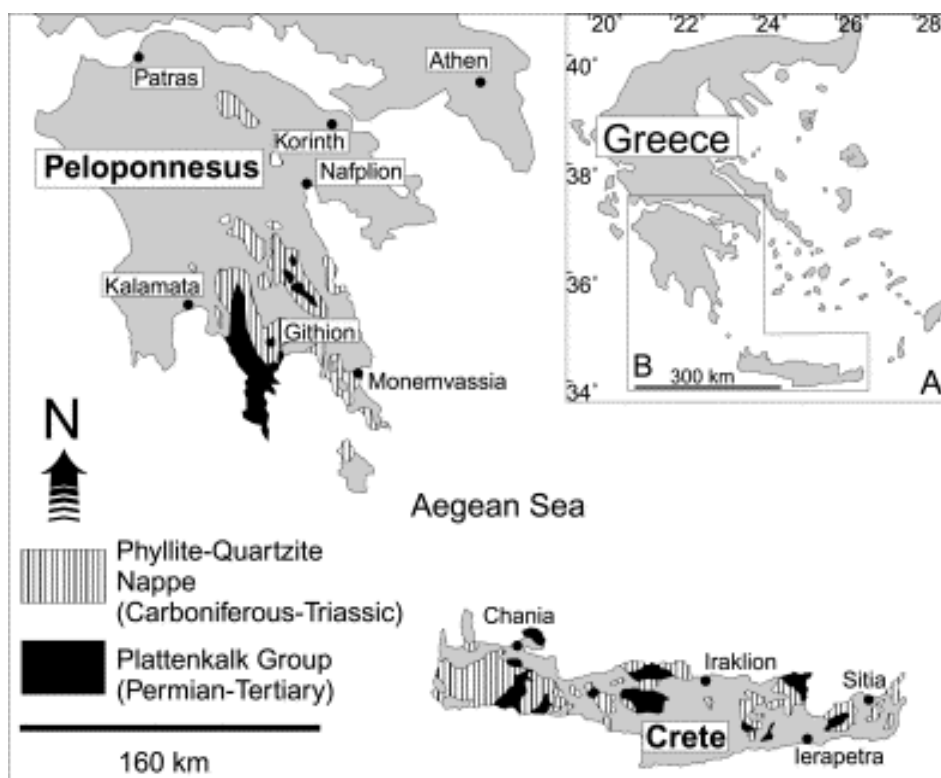 20˚ 22˚ 24˚ 26˚ 28˚
40˚
38˚
36˚
34˚
Greece
B
300 km
A
Patras
Athen
Korinth
Peloponnesus
Nafplion
Kalamata
Githion
Monemvassia
N
Aegean Sea
Phyllite-Quartzite
Nappe
(Carboniferous-Triassic)
Plattenkalk Group
(Permian-Tertiary)
160 km
Chania
Iraklion
Sitia
Crete
Ierapetra